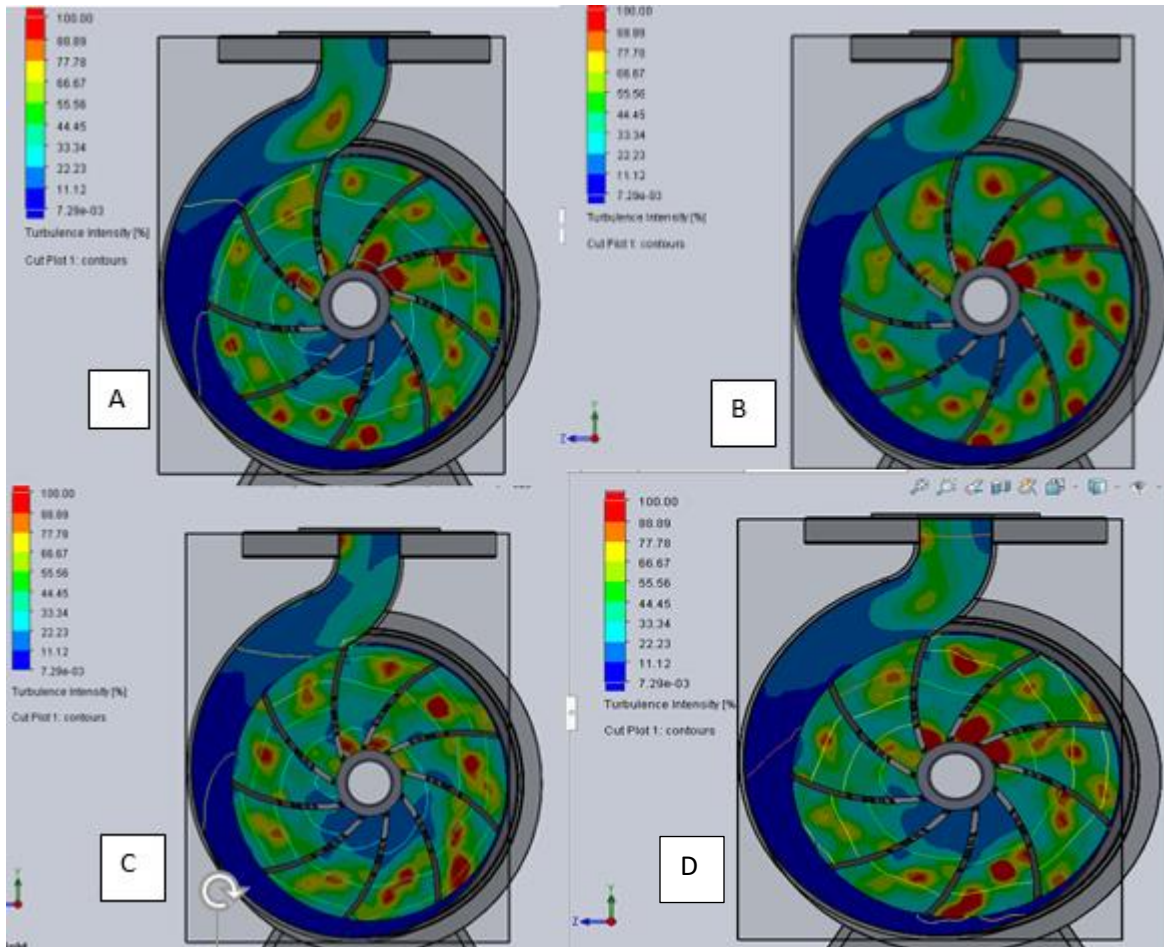 100.00
88.89
77.78
66.67
55.56
44.45
33.34
22.23
11.12
7.29e-03
Turbulence Intensity [%]
Cut Plot 1: contours
A
100.00
88.89
77.78
66.67
55.56
44.45
33.34
22.23
11.12
7.29e-03
Turbulence Intensity [%]
Cut Plot 1: contours
Y
Z
B
100.00
88.89
77.78
66.67
55.56
44.45
33.34
22.23
11.12
7.29e-03
Turbulence Intensity [%]
Cut Plot 1: contours
Y
C
100.00
88.89
77.78
66.67
55.56
44.45
33.34
22.23
11.12
7.29e-03
Turbulence Intensity [%
Cut Plot 1: contours
Y
Z
D